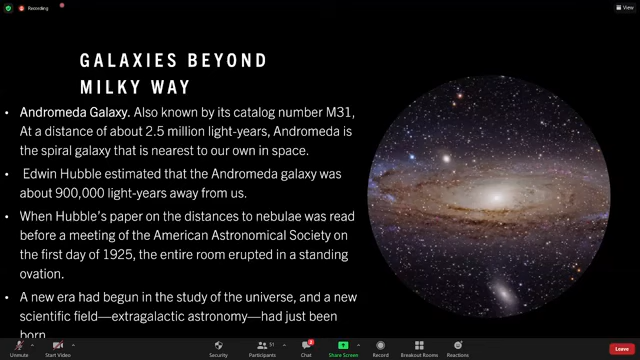 Recording
View
GALAXIES BEYOND
MILKY WAY
• Andromeda Galaxy. Also known by its catalog number M31,
At a distance of about 2.5 million light-years, Andromeda is
the spiral galaxy that is nearest to our own in space.
• Edwin Hubble estimated that the Andromeda galaxy was
about 900,000 light-years away from us.
• When Hubble’s paper on the distances to nebulae was read
before a meeting of the American Astronomical Society on
the first day of 1925, the entire room erupted in a standing
ovation.
• A new era had begun in the study of the universe, and a new
scientific field—extragalactic astronomy—had just been
born
Unmute
Start Video
Security
Participants
51
Chat
Share Screen
Record
Breakout Rooms
Reactions
Leave